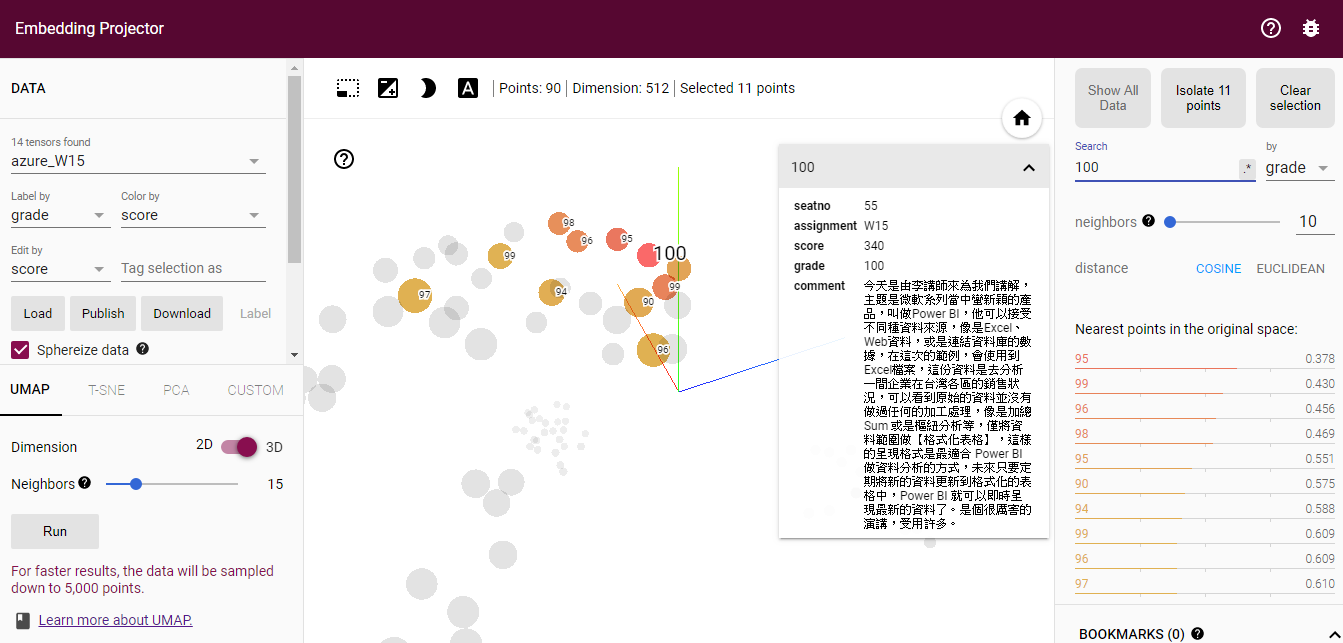 Embedding Projector
DATA
14 tensors found
azure_W15
Label by
Color by
grade
score
Edit by
score
Tag selection as
Load
Publish
Download
Label
Sphereize data
UMAP
T-SNE
PCA
CUSTOM
Dimension
2D
3D
Neighbors
15
Run
For faster results, the data will be sampled
down to 5,000 points.
Learn more about UMAP.
A
Points: 90
Dimension: 512
Selected 11 points
98
96
95
100
99
99
97
94
90
96
100
seatno 55
assignment W15
score 340
grade 100
comment 今天是由李講師來為我們講解，
主題是微軟系列當中蠻新穎的產
品，叫做Power BI，他可以接受
不同種資料來源，像是Excel、
Web資料，或是連結資料庫的數
據，在這次的範例，會使用到
Excel檔案，這份資料是去分析
一間企業在台灣各區的銷售狀
況，可以看到原始的資料並沒有
做過任何的加工處理，像是加總
Sum 或是樞紐分析等，僅將資
料範圍做【格式化表格】，這樣
的呈現格式是最適合 Power BI
做資料分析的方式，未來只要定
期將新的資料更新到格式化的表
格中，Power BI 就可以即時呈
現最新的資料了。是個很厲害的
演講，受用許多。
Show All
Data
Isolate 11
points
Clear
selection
Search
by
100
.*
grade
neighbors
10
distance
COSINE
EUCLIDEAN
Nearest points in the original space:
95 0.378
99 0.430
96 0.456
98 0.469
95 0.551
90 0.575
94 0.588
99 0.609
96 0.609
97 0.610
BOOKMARKS (0)